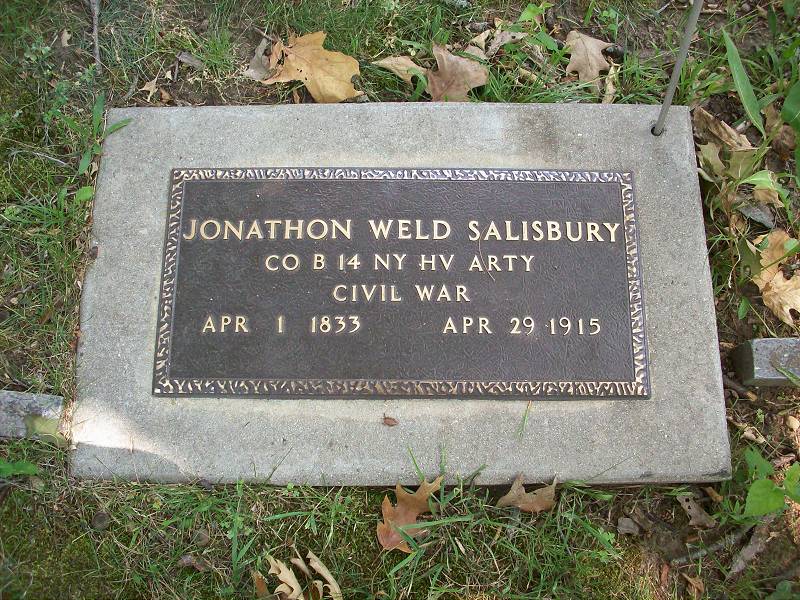 JONATHON WELD SALISBURY
CO B 14 NY HV ARTY
CIVIL WAR
APR 1 1833 APR 29 1915